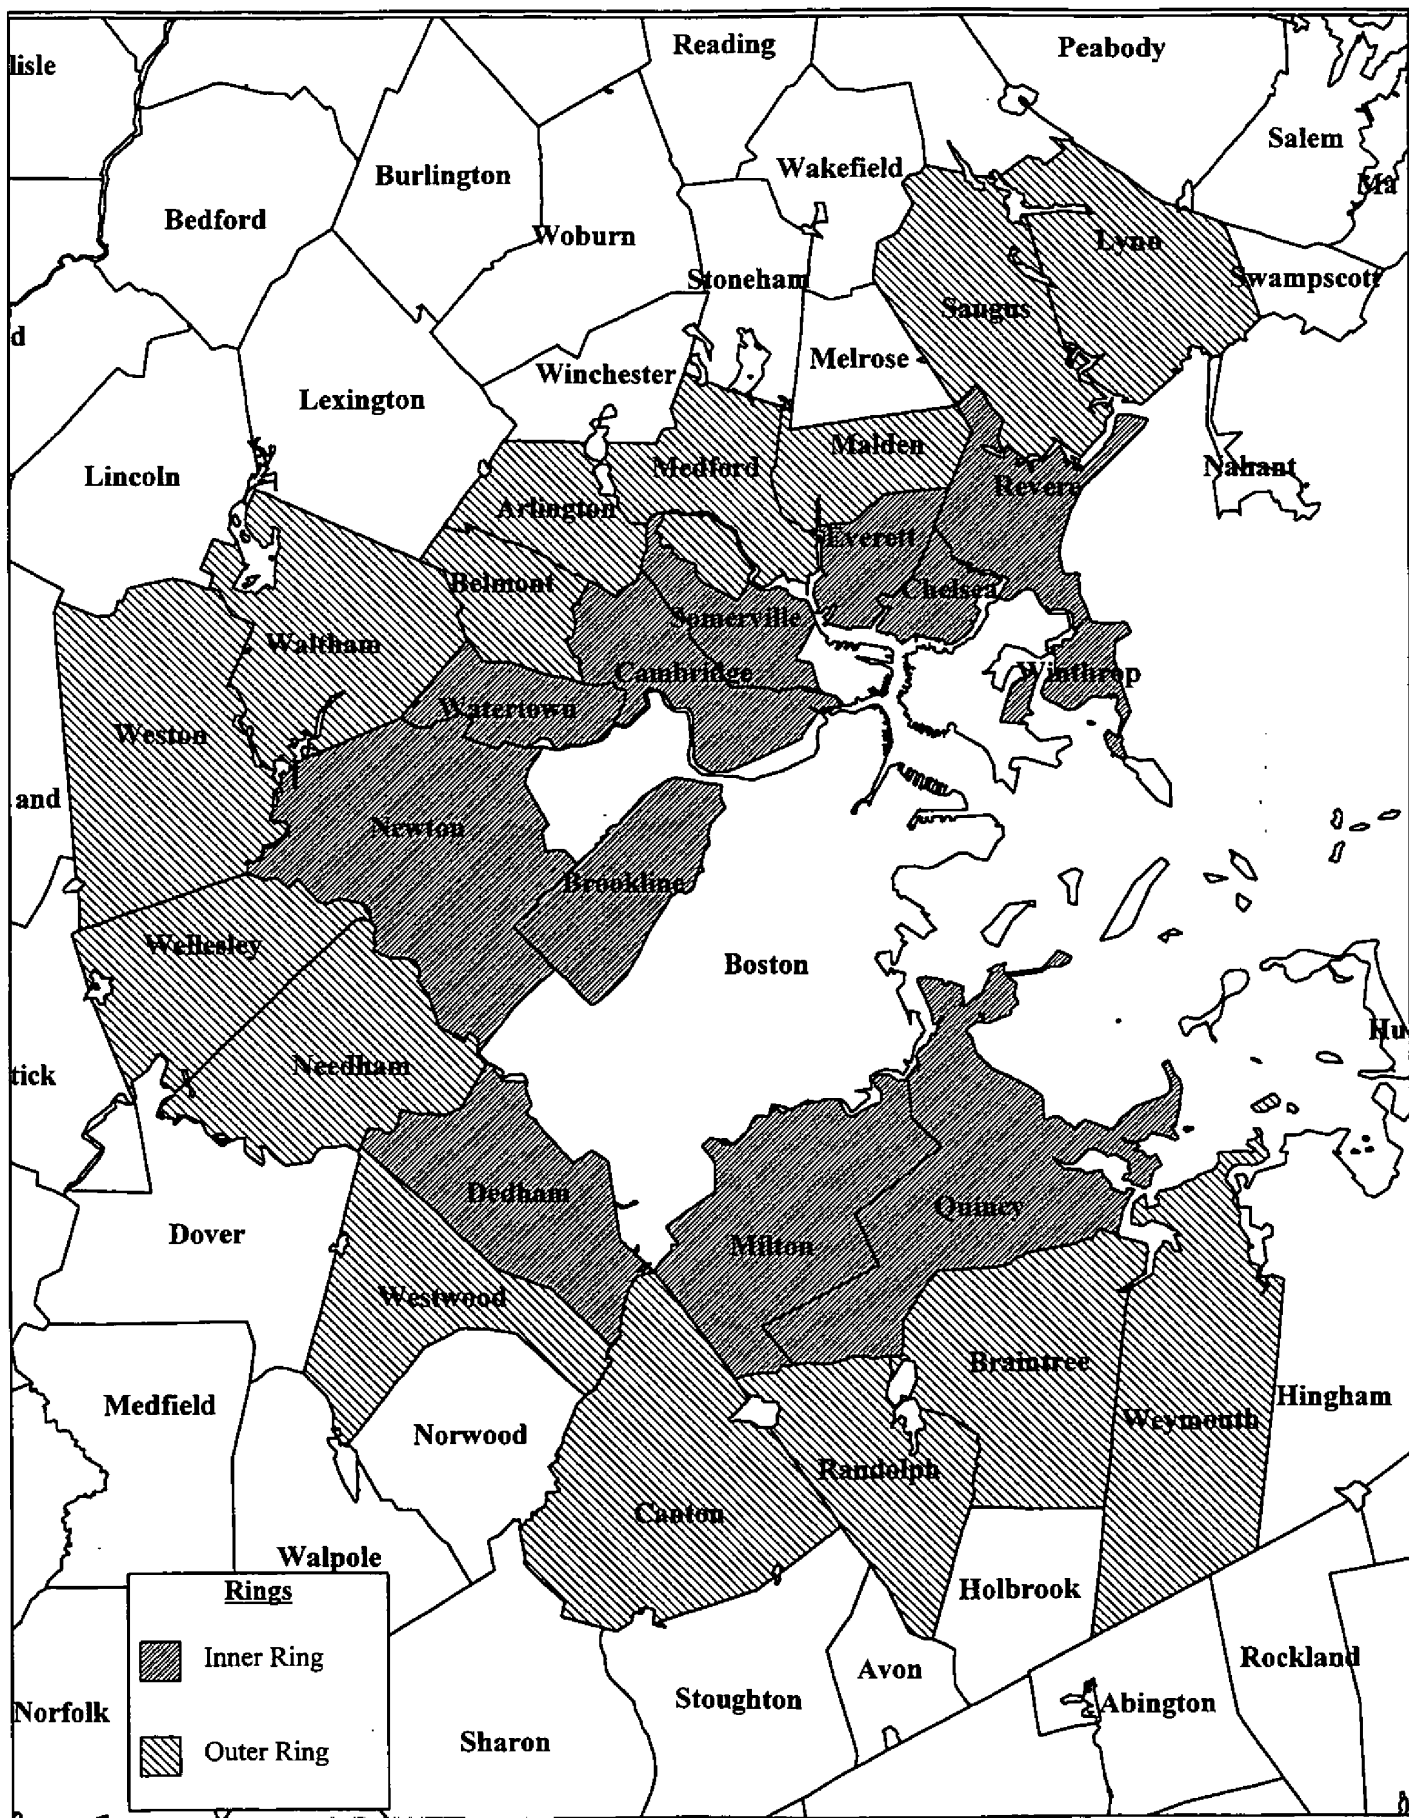 Reading
Peabody
lisle
Salem
Wakefield
Burlington
Ma
Bedford
Woburn
Lynn
Stoneham
Swampscott
Saugus
d
Melrose
Winchester
Lexington
Malden
Medford
Nahant
Lincoln
Revere
Arlington
Everett
Belmont
Chelsea
Somerville
Waltham
Cambridge
Winthrop
Watertown
Weston
and
Newton
Brookline
Wellesley
Boston
Hu
Needham
tick
Dedham
Quincy
Dover
Milton
Westwood
Braintree
Hingham
Medfield
Weymouth
Norwood
Randolph
Canton
Walpole
Holbrook
Rings
Inner Ring
Rockland
Avon
Stoughton
Abington
Norfolk
Sharon
Outer Ring